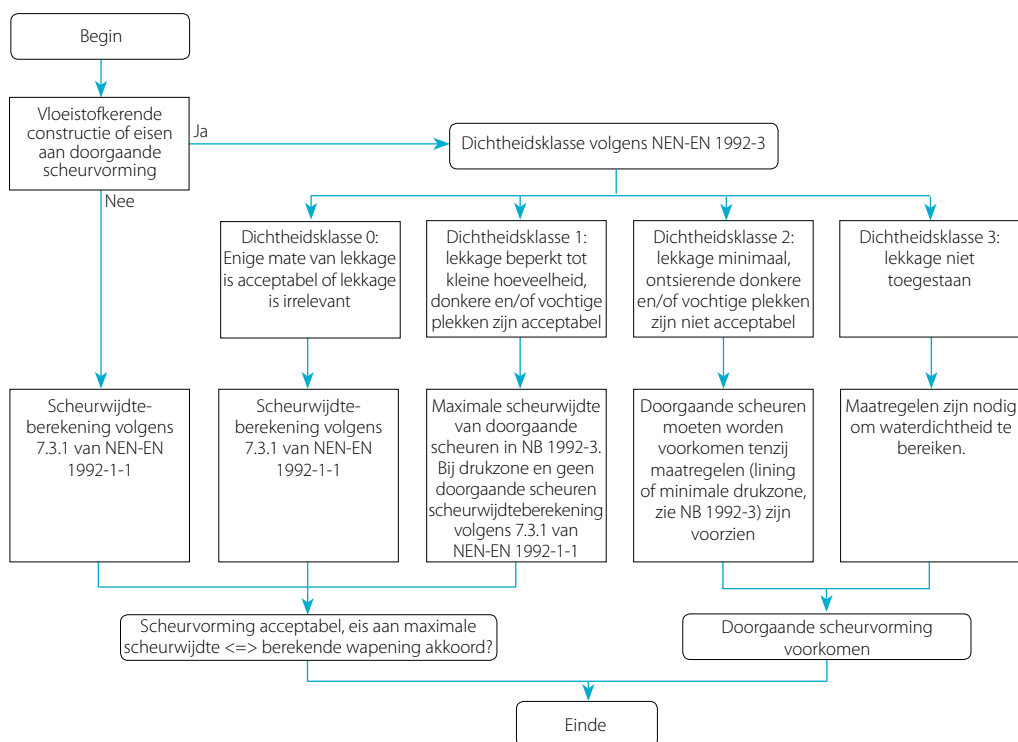 Begin
Vloeistofkerende
constructie of eisen
aan doorgaande
scheurvorming
Ja
Nee
Dichtheidsklasse volgens NEN-EN 1992-3
Dichtheidsklasse 0:
Enige mate van lekkage
is acceptabel of lekkage
is irrelevant
Dichtheidsklasse 1:
lekkage beperkt tot
kleine hoeveelheid,
donkere en/of vochtige
plekken zijn acceptabel
Dichtheidsklasse 2:
lekkage minimaal,
ontsierende donkere
en/of vochtige plekken
zijn niet acceptabel
Dichtheidsklasse 3:
lekkage niet
toegestaan
Scheurwijdte-
berekening volgens
7.3.1 van NEN-EN
1992-1-1
Scheurwijdte-
berekening volgens
7.3.1 van NEN-EN
1992-1-1
Maximale scheurwijdte
van doorgaande
scheuren in NB 1992-3.
Bij drukzone en geen
doorgaande scheuren
scheurwijdteberekening
volgens 7.3.1 van
NEN-EN 1992-1-1
Doorgaande scheuren
moeten worden
voorkomen tenzij
maatregelen (lining
of minimale drukzone,
zie NB 1992-3) zijn
voorzien
Maatregelen zijn nodig
om waterdichtheid te
bereiken.
Scheurvorming acceptabel, eis aan maximale
scheurwijdte <=> berekende wapening akkoord?
Doorgaande scheurvorming
voorkomen
Einde